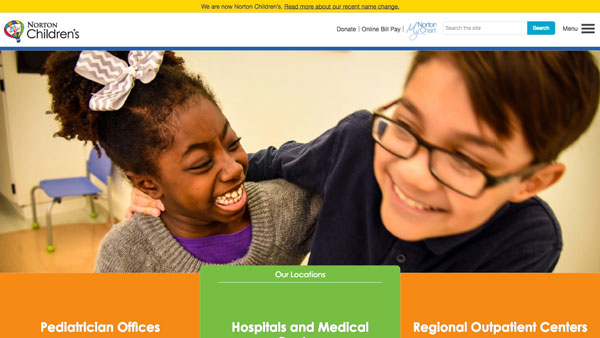 We are now Norton Children's. Read more about our recent name change.
NORTON
Children's
Donate | Online Bill Pay |
My Norton Chart
Search the site
Search
Menu
Our Locations
Pediatrician Offices
Hospitals and Medical
Regional Outpatient Centers